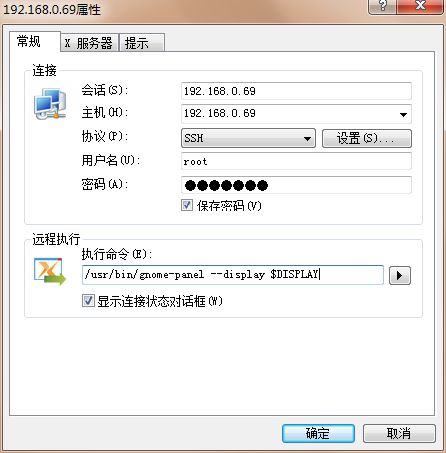 192.168.0.69属性
常规 X 服务器 提示
连接
会话(S): 192.168.0.69
主机(H): 192.168.0.69
协议(P): SSH 设置(S)...
用户名(U): root
密码(A): ●●●●●●●
保存密码(V)
远程执行
执行命令(E):
/usr/bin/gnome-panel --display $DISPLAY
显示连接状态对话框(W)
确定 取消